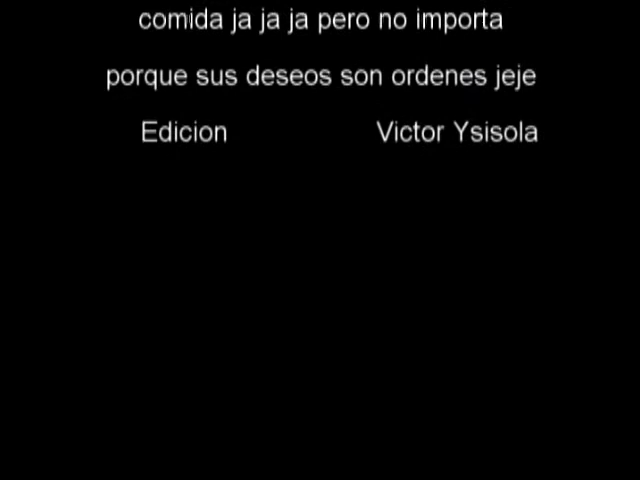 comida ja ja ja pero no importa
porque sus deseos son ordenes jeje
Edicion Victor Ysisola